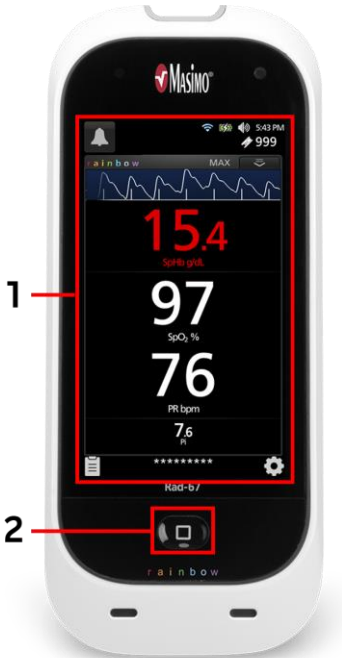 Masimo®
5:43 PM
999
rainbow MAX
15.4
SpHb g/dL
97
SpO₂ %
76
PR bpm
7.6
Pi
*********
Rad-67
rainbow
1
2